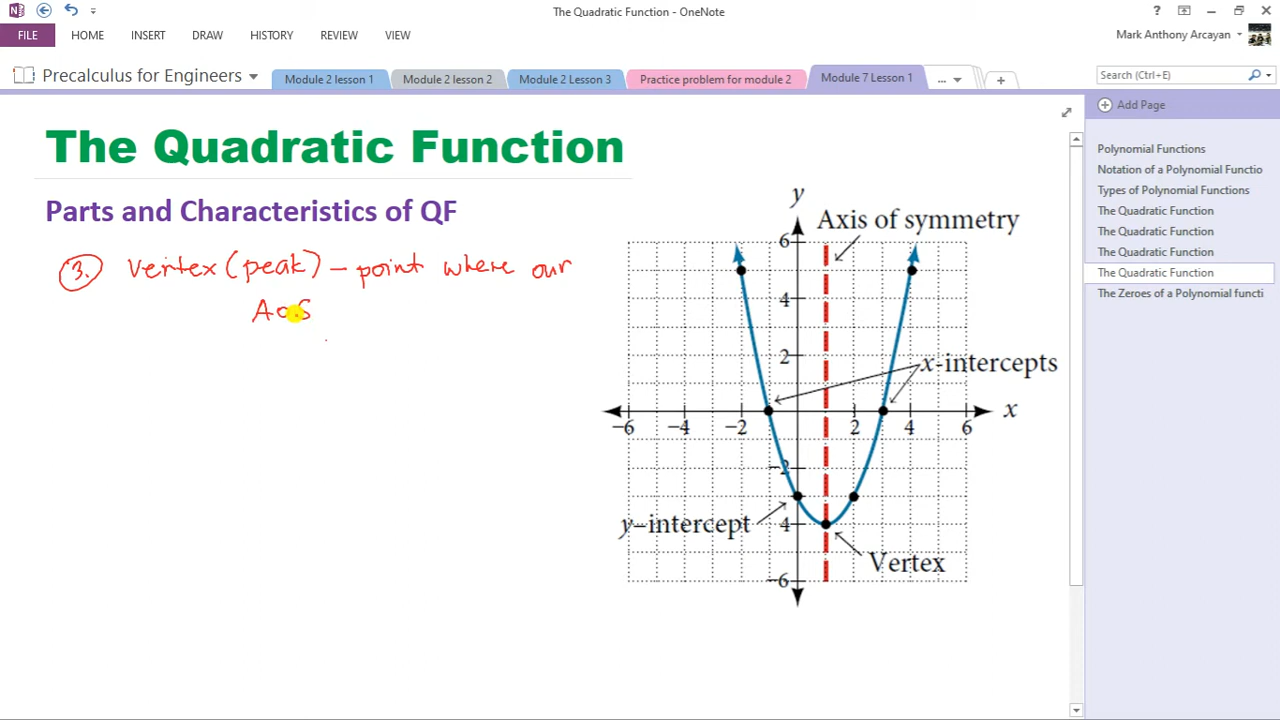 The Quadratic Function - OneNote
?
FILE HOME INSERT DRAW HISTORY REVIEW VIEW
Mark Anthony Arcayan
Precalculus for Engineers
Module 2 lesson 1
Module 2 lesson 2
Module 2 Lesson 3
Practice problem for module 2
Module 7 Lesson 1
...
Search (Ctrl+E)
The Quadratic Function
Parts and Characteristics of QF
3. Vertex (peak) – point where our
AoS
y
Axis of symmetry
6
4
2
x-intercepts
x
-6 -4 -2 2 4 6
-2
y-intercept
4
Vertex
-6
Add Page
Polynomial Functions
Notation of a Polynomial Functio
Types of Polynomial Functions
The Quadratic Function
The Quadratic Function
The Quadratic Function
The Quadratic Function
The Zeroes of a Polynomial functi